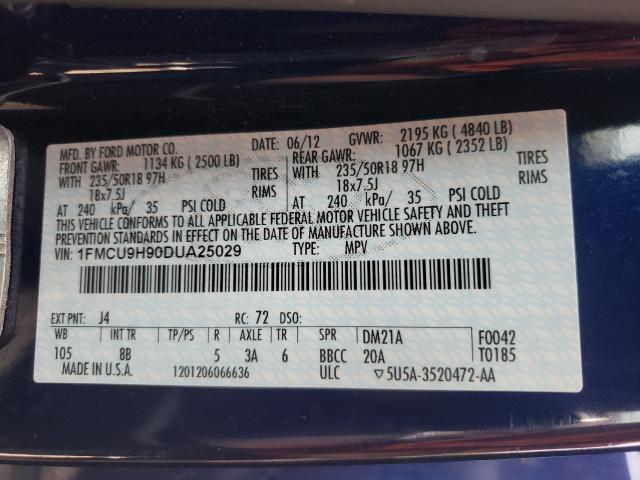 MFD. BY FORD MOTOR CO. DATE: 06/12 GVWR: 2195 KG ( 4840 LB)
FRONT GAWR: 1134 KG ( 2500 LB) REAR GAWR: 1067 KG ( 2352 LB)
WITH 235/50R18 97H TIRES WITH 235/50R18 97H TIRES
18x7.5J RIMS 18x7.5J RIMS
AT 240 kPa/ 35 PSI COLD AT 240 kPa/ 35 PSI COLD
THIS VEHICLE CONFORMS TO ALL APPLICABLE FEDERAL MOTOR VEHICLE SAFETY AND THEFT
PREVENTION STANDARDS IN EFFECT ON THE DATE OF MANUFACTURE SHOWN ABOVE.
VIN: 1FMCU9H90DUA25029 TYPE: MPV
EXT PNT: J4 RC: 72 DSO:
WB INT TR TP/PS R AXLE TR SPR DM21A F0042
105 8B 5 3A 6 BBCC 20A T0185
MADE IN U.S.A. 1201206066636 ULC ▽5U5A-3520472-AA